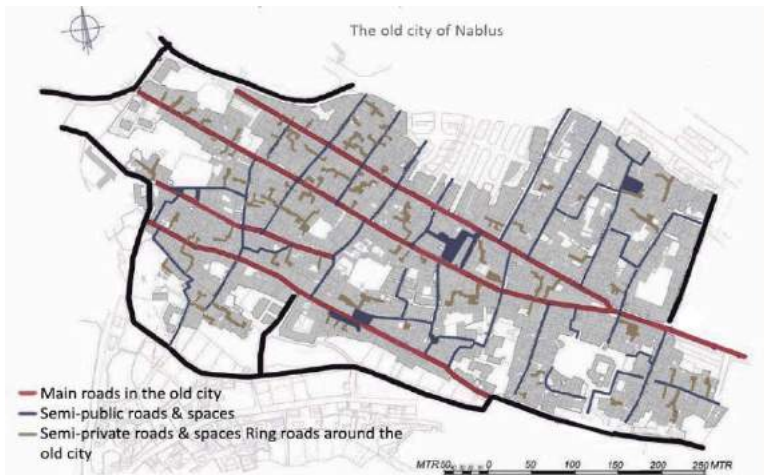 The old city of Nablus
Main roads in the old city
Semi-public roads & spaces
Semi-private roads & spaces Ring roads around the
old city
MTR50 0 50 100 150 200 250 MTR